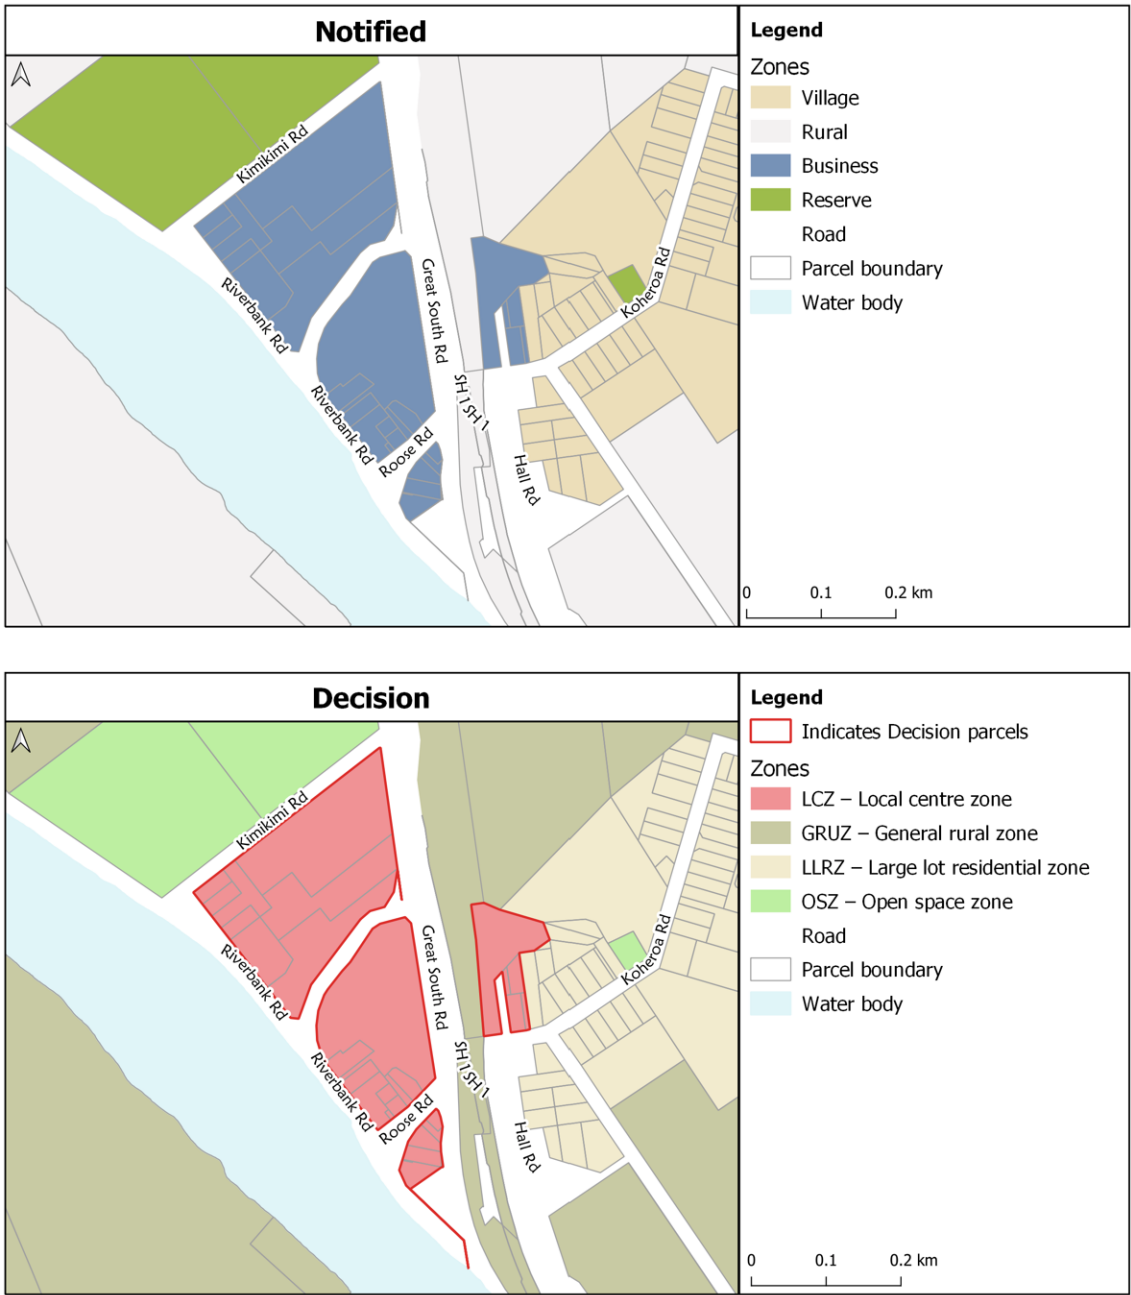 Notified
Kimikimi Rd
Riverbank Rd
Great South Rd
Koheroa Rd
Riverbank Rd
SH 1
SH 1
Roose Rd
Hall Rd
Legend
Zones
Village
Rural
Business
Reserve
Road
Parcel boundary
Water body
0 0.1 0.2 km
Decision
Kimikimi Rd
Riverbank Rd
Great South Rd
Koheroa Rd
Riverbank Rd
SH 1
SH 1
Roose Rd
Hall Rd
Legend
Indicates Decision parcels
Zones
LCZ – Local centre zone
GRUZ – General rural zone
LLRZ – Large lot residential zone
OSZ – Open space zone
Road
Parcel boundary
Water body
0 0.1 0.2 km